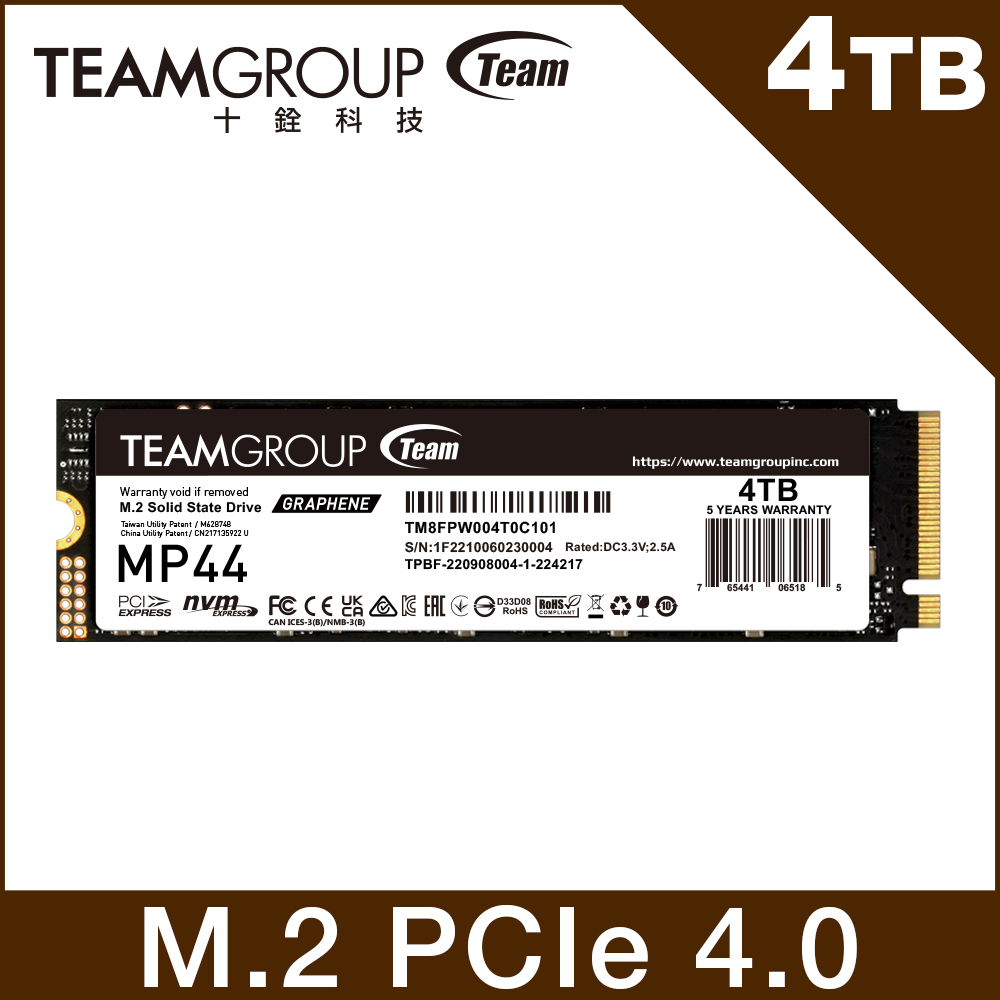 TEAMGROUP Team
十銓科技
4TB
TEAMGROUP Team
https://www.teamgroupinc.com
Warranty void if removed
M.2 Solid State Drive GRAPHENE
Taiwan Utility Patent / M628748
China Utility Patent / CN217135922 U
MP44
PCI EXPRESS nvm EXPRESS
FC CE UK CA EAC D33D08 RoHS RoHS COMPLIANT 10
CAN ICES-3(B)/NMB-3(B)
TM8FPW004T0C101
S/N:1F2210060230004 Rated:DC3.3V;2.5A
TPBF-220908004-1-224217
4TB
5 YEARS WARRANTY
7 65441 06518 5
M.2 PCIe 4.0